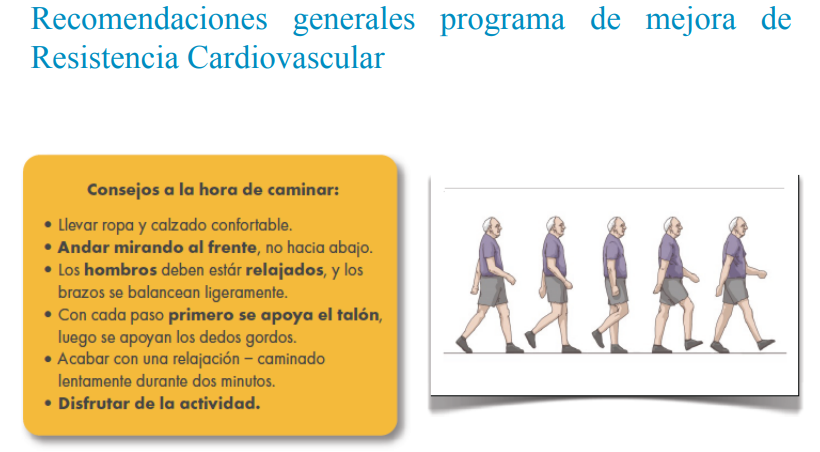 Recomendaciones generales programa de mejora de
Resistencia Cardiovascular
Consejos a la hora de caminar:
• Llevar ropa y calzado confortable.
• Andar mirando al frente, no hacia abajo.
• Los hombros deben estár relajados, y los
brazos se balancean ligeramente.
• Con cada paso primero se apoya el talón,
luego se apoyan los dedos gordos.
• Acabar con una relajación – caminado
lentamente durante dos minutos.
• Disfrutar de la actividad.